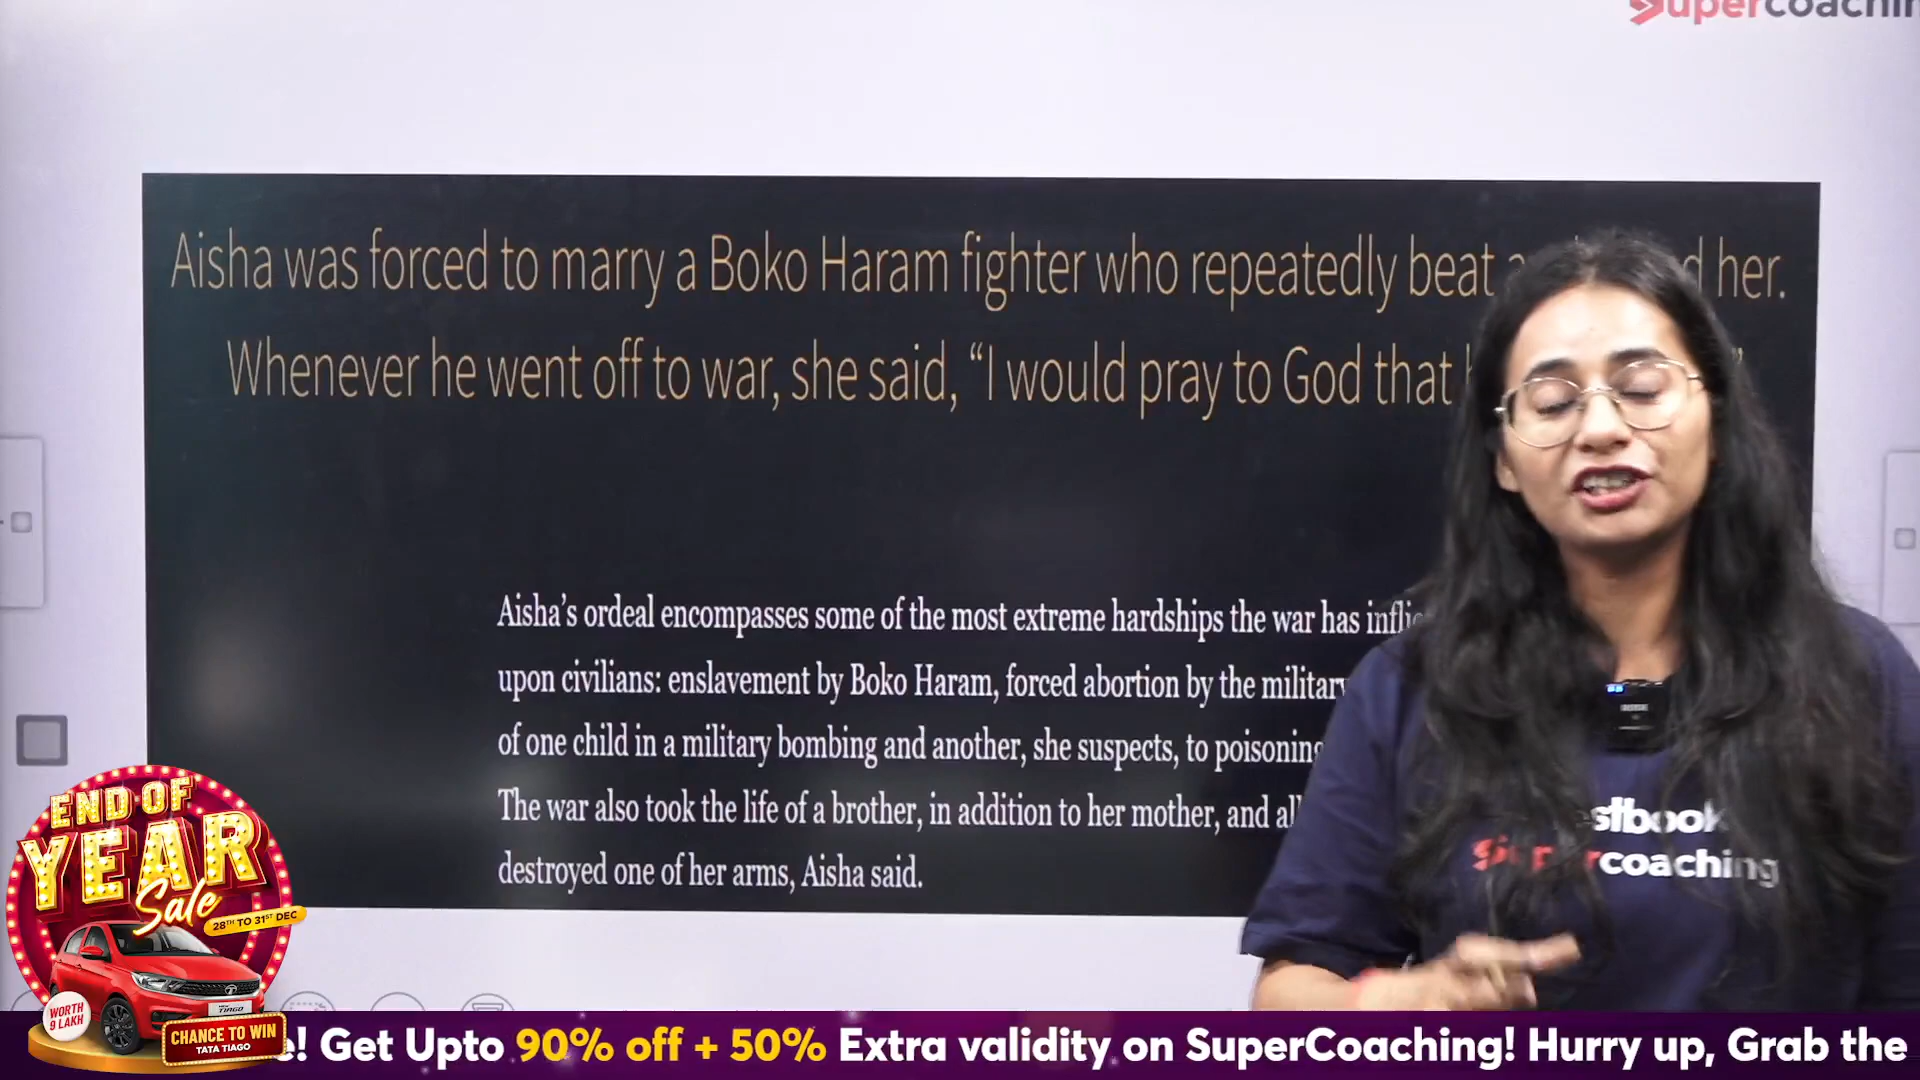 supercoachin
Aisha was forced to marry a Boko Haram fighter who repeatedly beat her.
Whenever he went off to war, she said, “I would pray to God that
Aisha’s ordeal encompasses some of the most extreme hardships the war has
upon civilians: enslavement by Boko Haram, forced abortion by the military
of one child in a military bombing and another, she suspects, to poisoning
The war also took the life of a brother, in addition to her mother, and all
destroyed one of her arms, Aisha said.
stbook
supercoaching
END OF
YEAR
Sale
28TH TO 31ST DEC
WORTH
9 LAKH
TIAGO
CHANCE TO WIN
TATA TIAGO
e! Get Upto 90% off + 50% Extra validity on SuperCoaching! Hurry up, Grab the